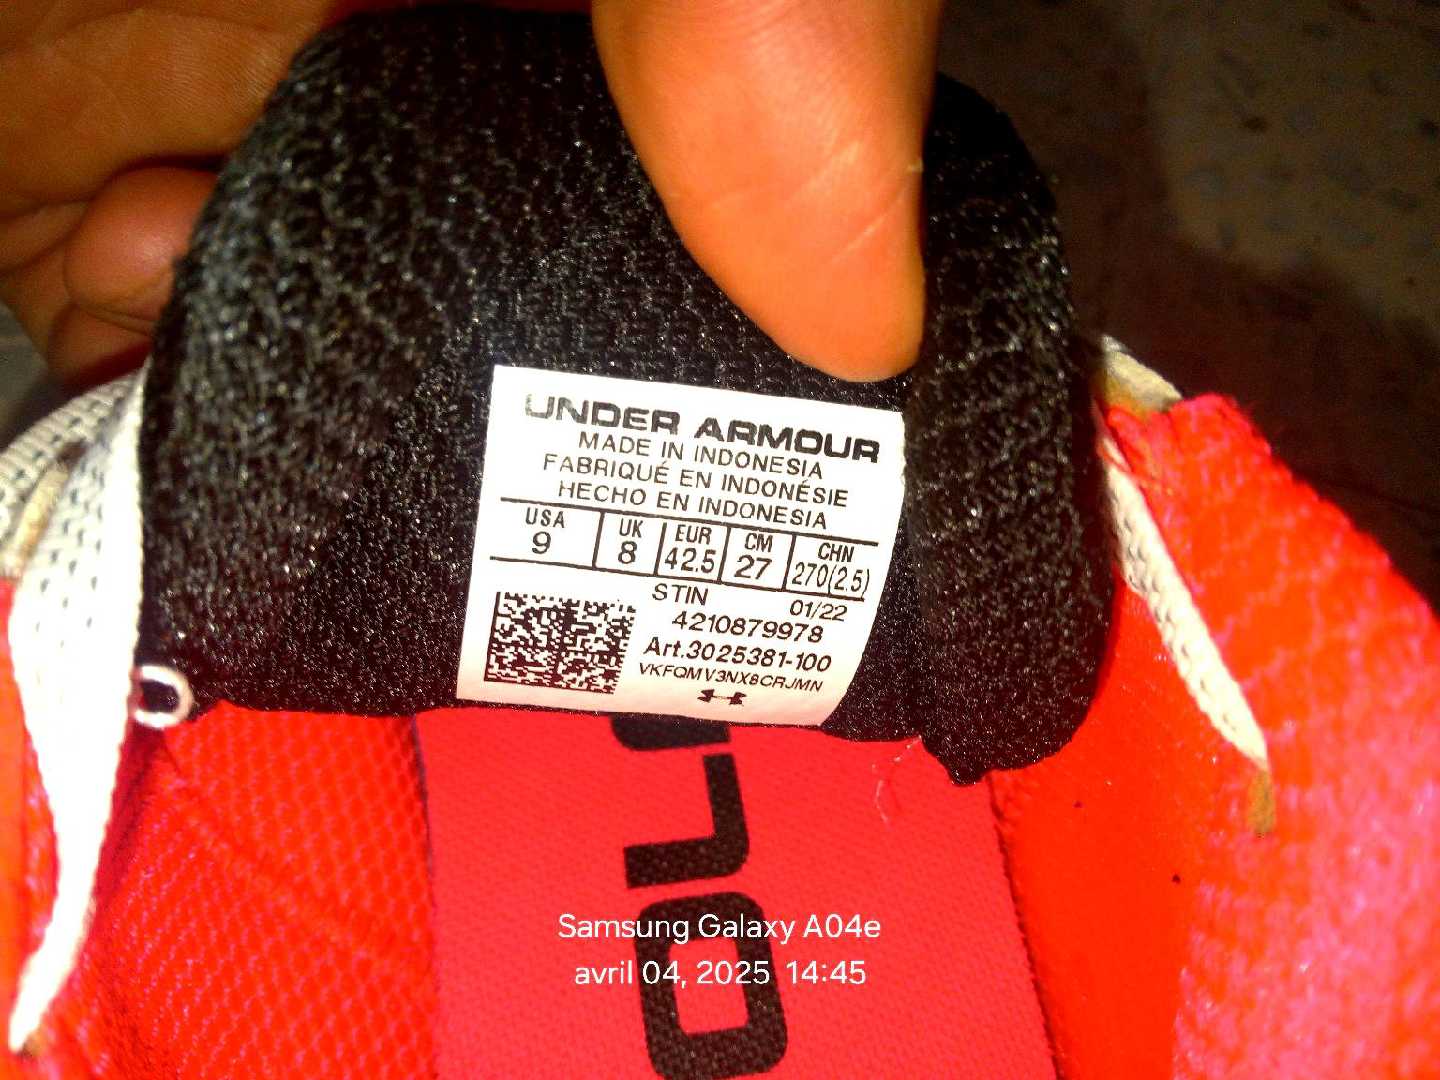 UNDER ARMOUR
MADE IN INDONESIA
FABRIQUÉ EN INDONÉSIE
HECHO EN INDONESIA
USA UK EUR CM CHN
9 8 42.5 27 270(2.5)
STIN 01/22
4210879978
Art.3025381-100
VKFQMV3NX8CRJMN
Samsung Galaxy A04e
avril 04, 2025 14:45